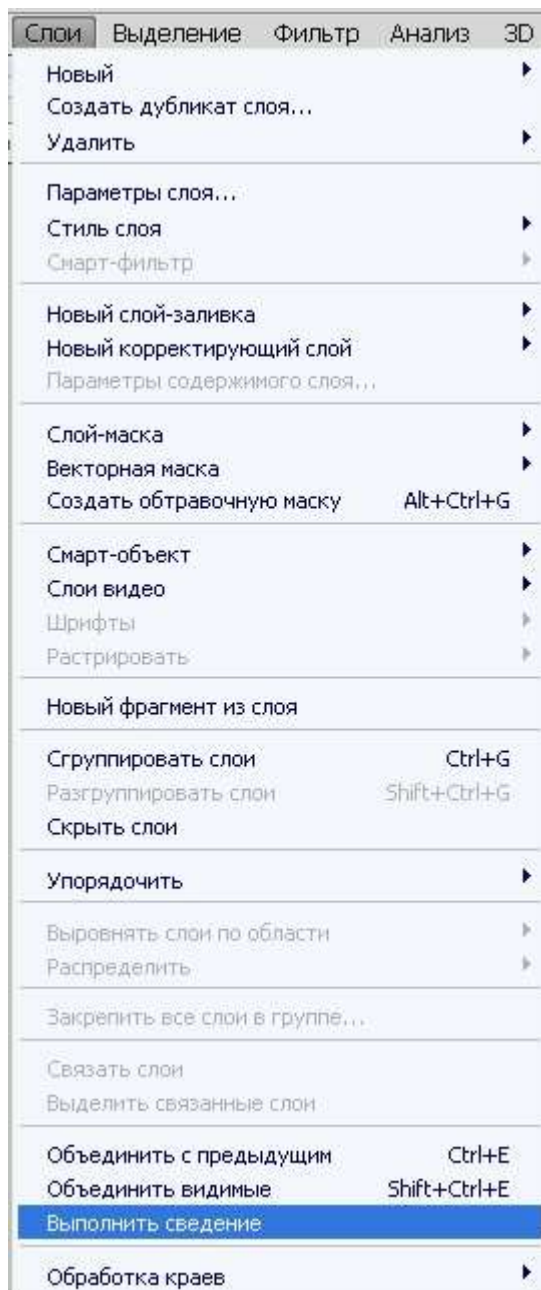 Слои Выделение Фильтр Анализ 3D
Новый
Создать дубликат слоя...
Удалить
Параметры слоя...
Стиль слоя
Смарт-фильтр
Новый слой-заливка
Новый корректирующий слой
Параметры содержимого слоя...
Слой-маска
Векторная маска
Создать обтравочную маску Alt+Ctrl+G
Смарт-объект
Слои видео
Шрифты
Растрировать
Новый фрагмент из слоя
Сгруппировать слои Ctrl+G
Разгруппировать слои Shift+Ctrl+G
Скрыть слои
Упорядочить
Выровнять слои по области
Распределить
Закрепить все слои в группе...
Связать слои
Выделить связанные слои
Объединить с предыдущим Ctrl+E
Объединить видимые Shift+Ctrl+E
Выполнить сведение
Обработка краев